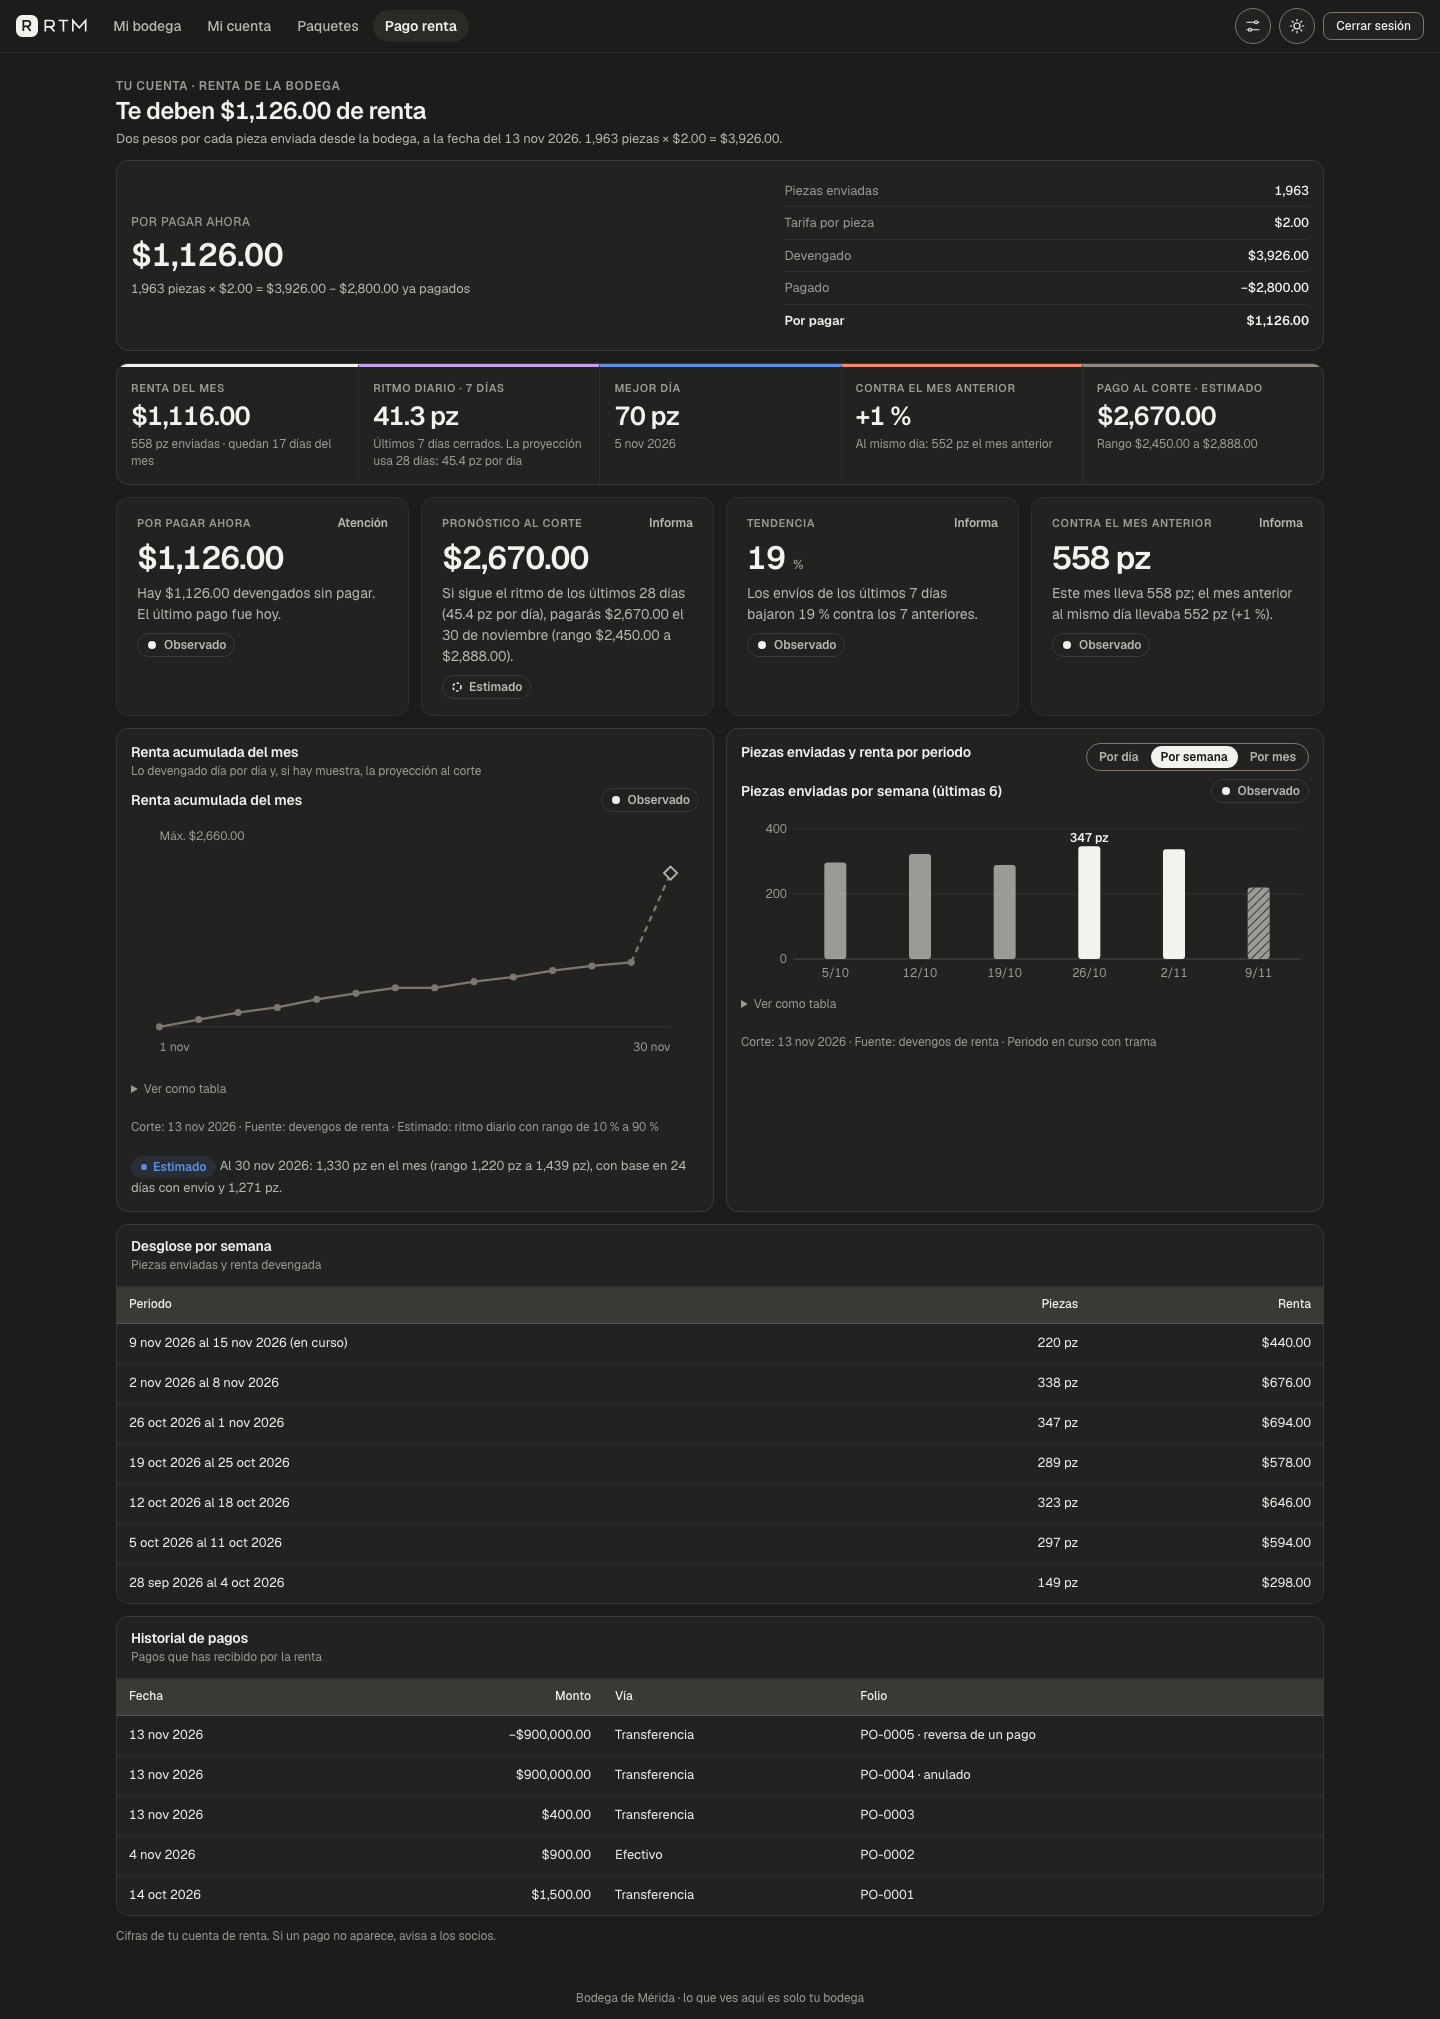 R RTM Mi bodega Mi cuenta Paquetes Pago renta Cerrar sesión
TU CUENTA · RENTA DE LA BODEGA
Te deben $1,126.00 de renta
Dos pesos por cada pieza enviada desde la bodega, a la fecha del 13 nov 2026. 1,963 piezas × $2.00 = $3,926.00.
POR PAGAR AHORA
$1,126.00
1,963 piezas × $2.00 = $3,926.00 − $2,800.00 ya pagados
Piezas enviadas 1,963
Tarifa por pieza $2.00
Devengado $3,926.00
Pagado −$2,800.00
Por pagar $1,126.00
RENTA DEL MES
$1,116.00
558 pz enviadas · quedan 17 días del
mes
RITMO DIARIO · 7 DÍAS
41.3 pz
Últimos 7 días cerrados. La proyección
usa 28 días: 45.4 pz por día
MEJOR DÍA
70 pz
5 nov 2026
CONTRA EL MES ANTERIOR
+1 %
Al mismo día: 552 pz el mes anterior
PAGO AL CORTE · ESTIMADO
$2,670.00
Rango $2,450.00 a $2,888.00
POR PAGAR AHORA Atención
$1,126.00
Hay $1,126.00 devengados sin pagar.
El último pago fue hoy.
Observado
PRONÓSTICO AL CORTE Informa
$2,670.00
Si sigue el ritmo de los últimos 28 días
(45.4 pz por día), pagarás $2,670.00 el
30 de noviembre (rango $2,450.00 a
$2,888.00).
Estimado
TENDENCIA Informa
19 %
Los envíos de los últimos 7 días
bajaron 19 % contra los 7 anteriores.
Observado
CONTRA EL MES ANTERIOR Informa
558 pz
Este mes lleva 558 pz; el mes anterior
al mismo día llevaba 552 pz (+1 %).
Observado
Renta acumulada del mes
Lo devengado día por día y, si hay muestra, la proyección al corte
Renta acumulada del mes Observado
Máx. $2,660.00
1 nov 30 nov
Ver como tabla
Corte: 13 nov 2026 · Fuente: devengos de renta · Estimado: ritmo diario con rango de 10 % a 90 %
Estimado Al 30 nov 2026: 1,330 pz en el mes (rango 1,220 pz a 1,439 pz), con base en 24
días con envío y 1,271 pz.
Piezas enviadas y renta por periodo Por día Por semana Por mes
Piezas enviadas por semana (últimas 6) Observado
400
347 pz
200
0
5/10 12/10 19/10 26/10 2/11 9/11
Ver como tabla
Corte: 13 nov 2026 · Fuente: devengos de renta · Periodo en curso con trama
Desglose por semana
Piezas enviadas y renta devengada
Periodo Piezas Renta
9 nov 2026 al 15 nov 2026 (en curso) 220 pz $440.00
2 nov 2026 al 8 nov 2026 338 pz $676.00
26 oct 2026 al 1 nov 2026 347 pz $694.00
19 oct 2026 al 25 oct 2026 289 pz $578.00
12 oct 2026 al 18 oct 2026 323 pz $646.00
5 oct 2026 al 11 oct 2026 297 pz $594.00
28 sep 2026 al 4 oct 2026 149 pz $298.00
Historial de pagos
Pagos que has recibido por la renta
Fecha Monto Vía Folio
13 nov 2026 −$900,000.00 Transferencia PO-0005 · reversa de un pago
13 nov 2026 $900,000.00 Transferencia PO-0004 · anulado
13 nov 2026 $400.00 Transferencia PO-0003
4 nov 2026 $900.00 Efectivo PO-0002
14 oct 2026 $1,500.00 Transferencia PO-0001
Cifras de tu cuenta de renta. Si un pago no aparece, avisa a los socios.
Bodega de Mérida · lo que ves aquí es solo tu bodega